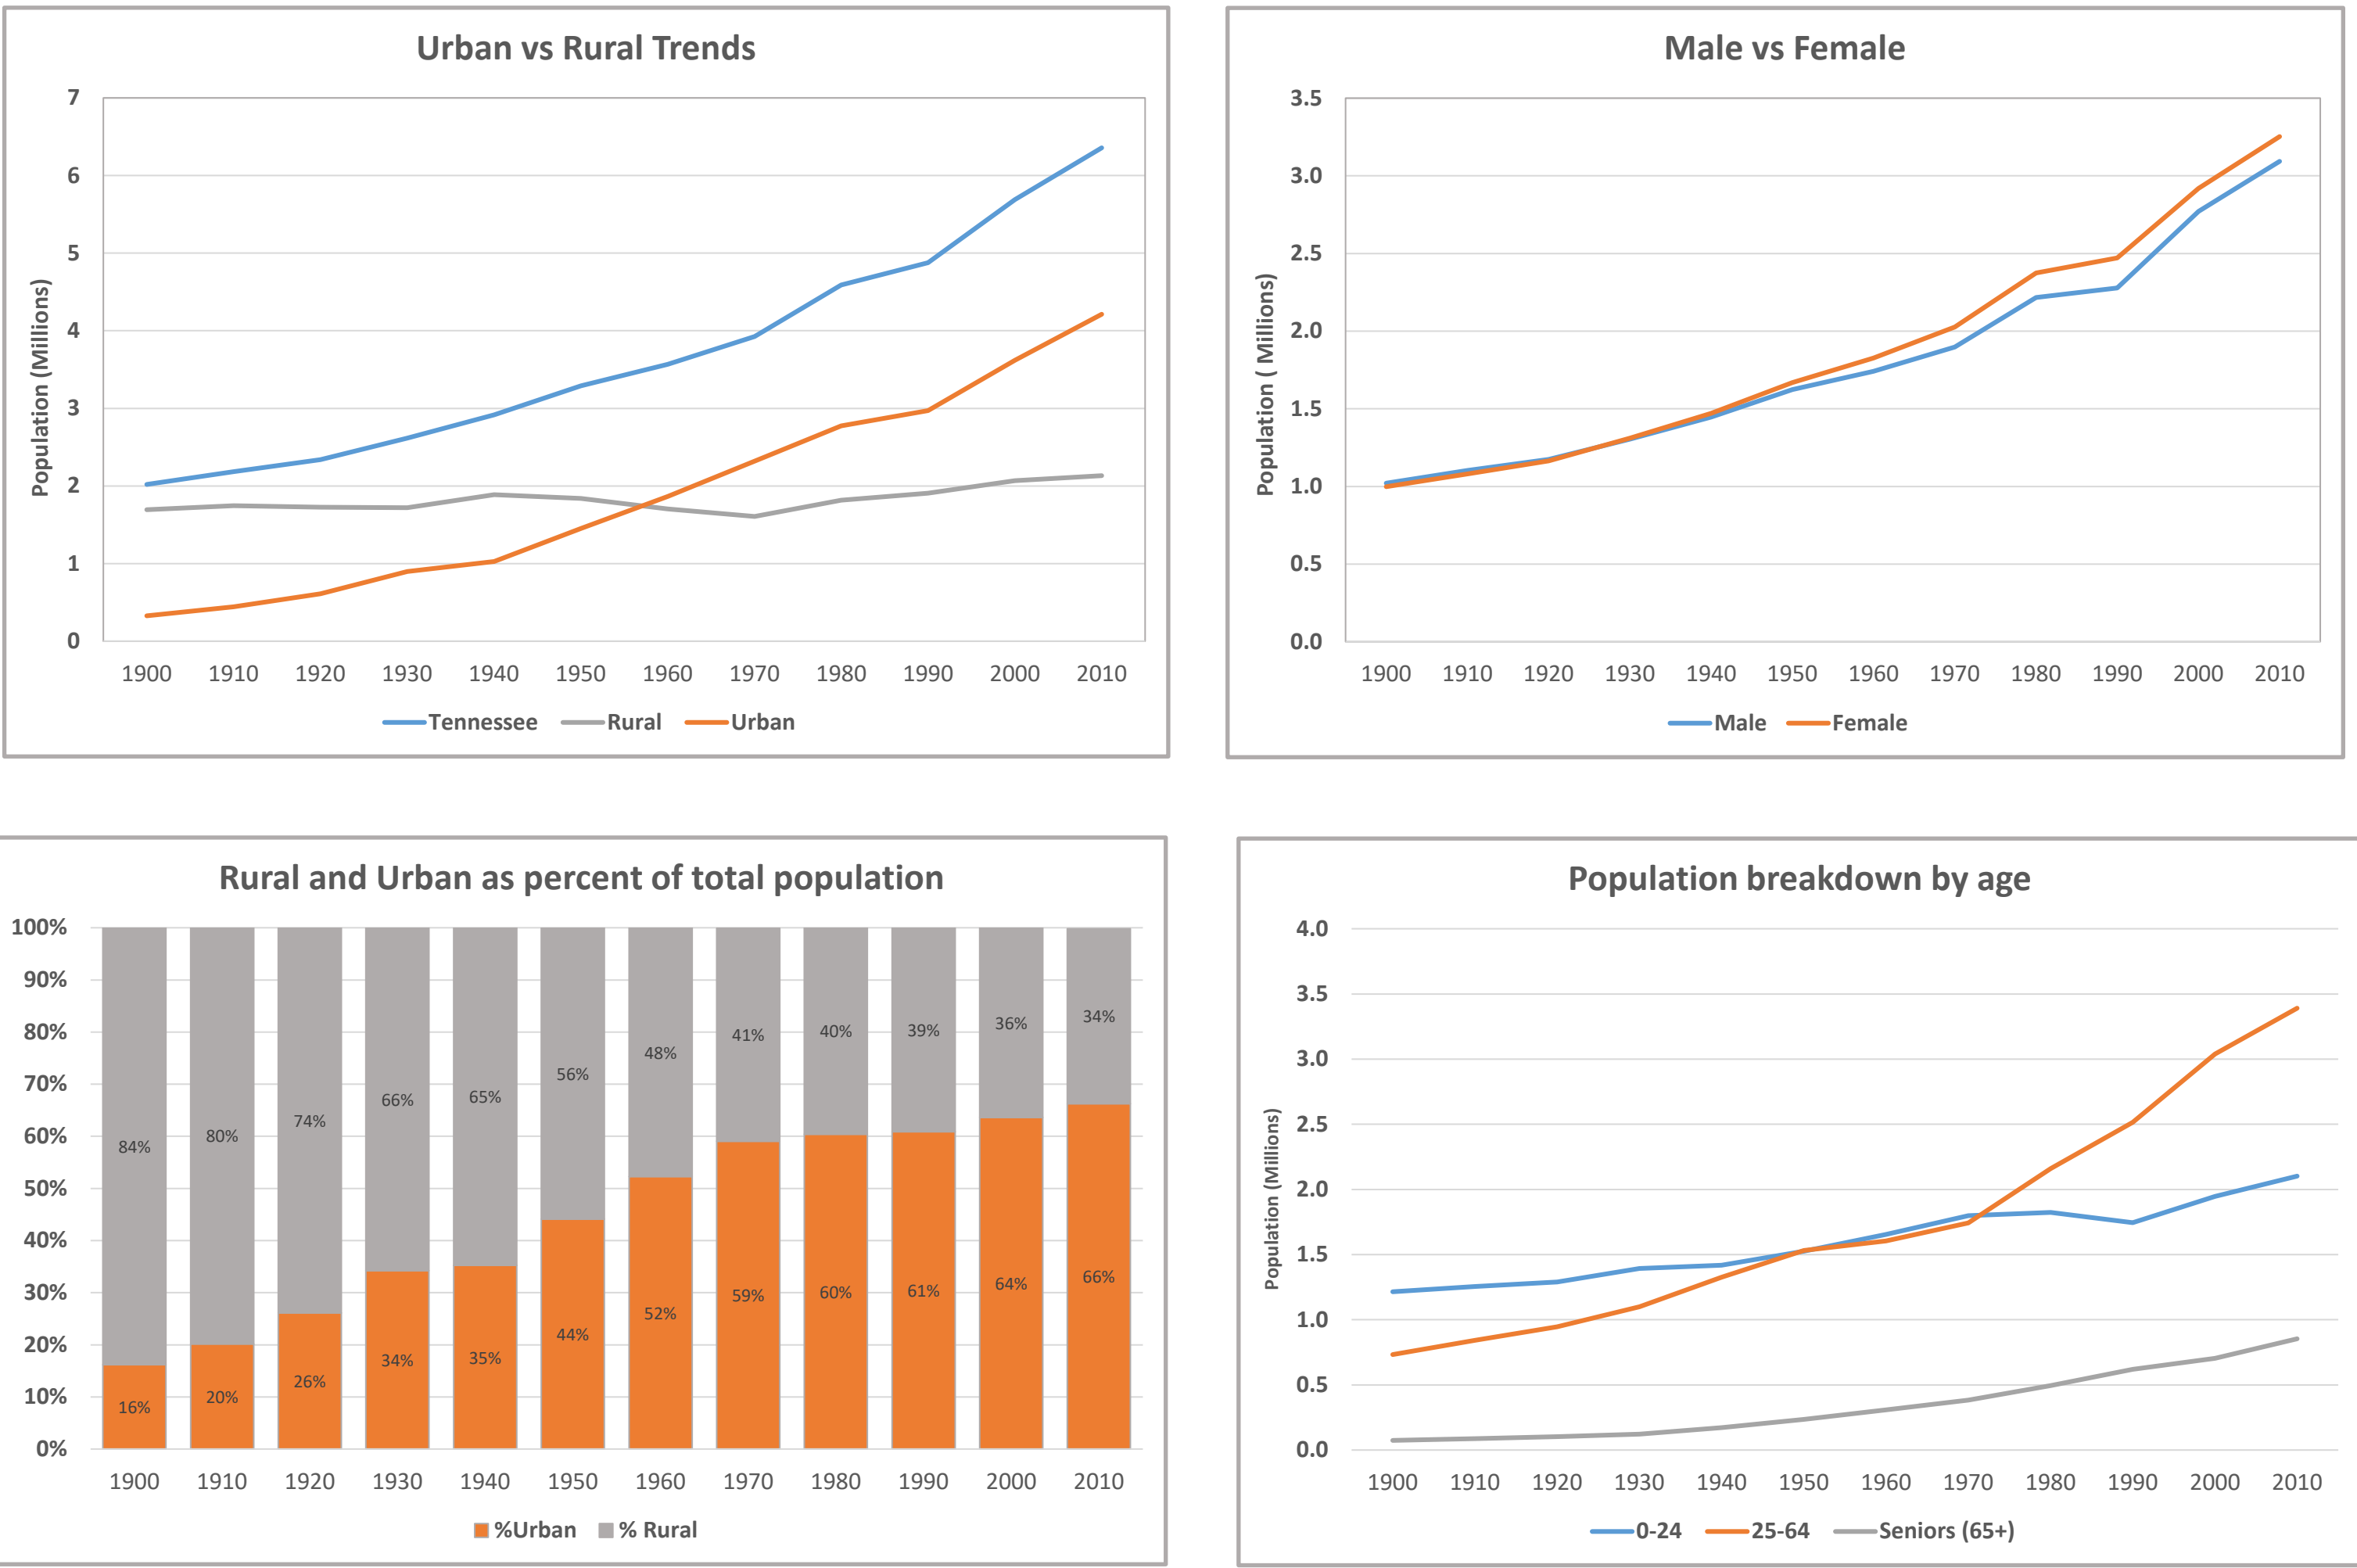 Urban vs Rural Trends
Population (Millions)
7
6
5
4
3
2
1
0
1900 1910 1920 1930 1940 1950 1960 1970 1980 1990 2000 2010
Tennessee Rural Urban
Male vs Female
Population ( Millions)
3.5
3.0
2.5
2.0
1.5
1.0
0.5
0.0
1900 1910 1920 1930 1940 1950 1960 1970 1980 1990 2000 2010
Male Female
Rural and Urban as percent of total population
100%
90%
80%
70%
60%
50%
40%
30%
20%
10%
0%
84% 80% 74% 66% 65% 56% 48% 41% 40% 39% 36% 34%
16% 20% 26% 34% 35% 44% 52% 59% 60% 61% 64% 66%
1900 1910 1920 1930 1940 1950 1960 1970 1980 1990 2000 2010
%Urban % Rural
Population breakdown by age
Population (Millions)
4.0
3.5
3.0
2.5
2.0
1.5
1.0
0.5
0.0
1900 1910 1920 1930 1940 1950 1960 1970 1980 1990 2000 2010
0-24 25-64 Seniors (65+)